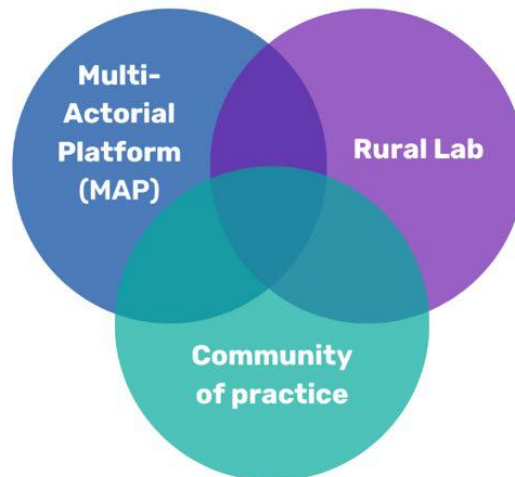 Multi-
Actorial
Platform
(MAP)
Rural Lab
Community
of practice